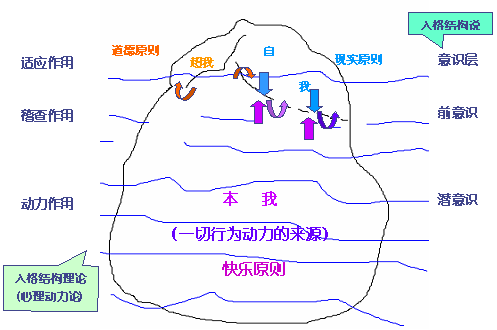 人格结构说
道德原则
自
现实原则
适应作用
超我
意识层
我
稽查作用
前意识
动力作用
本 我
潜意识
(一切行为动力的来源)
快乐原则
人格结构理论
(心理动力论)